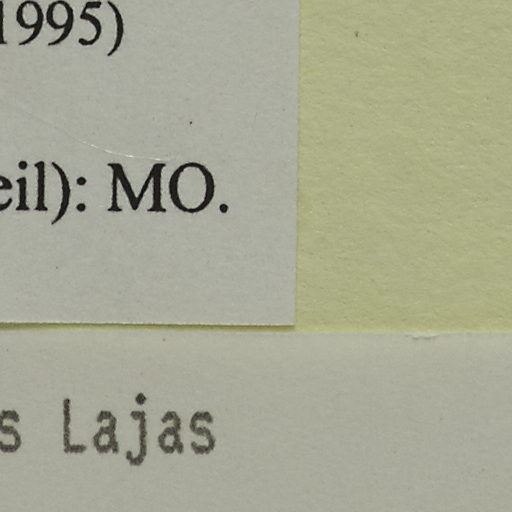 1995)
eil): MO.
s Lajas